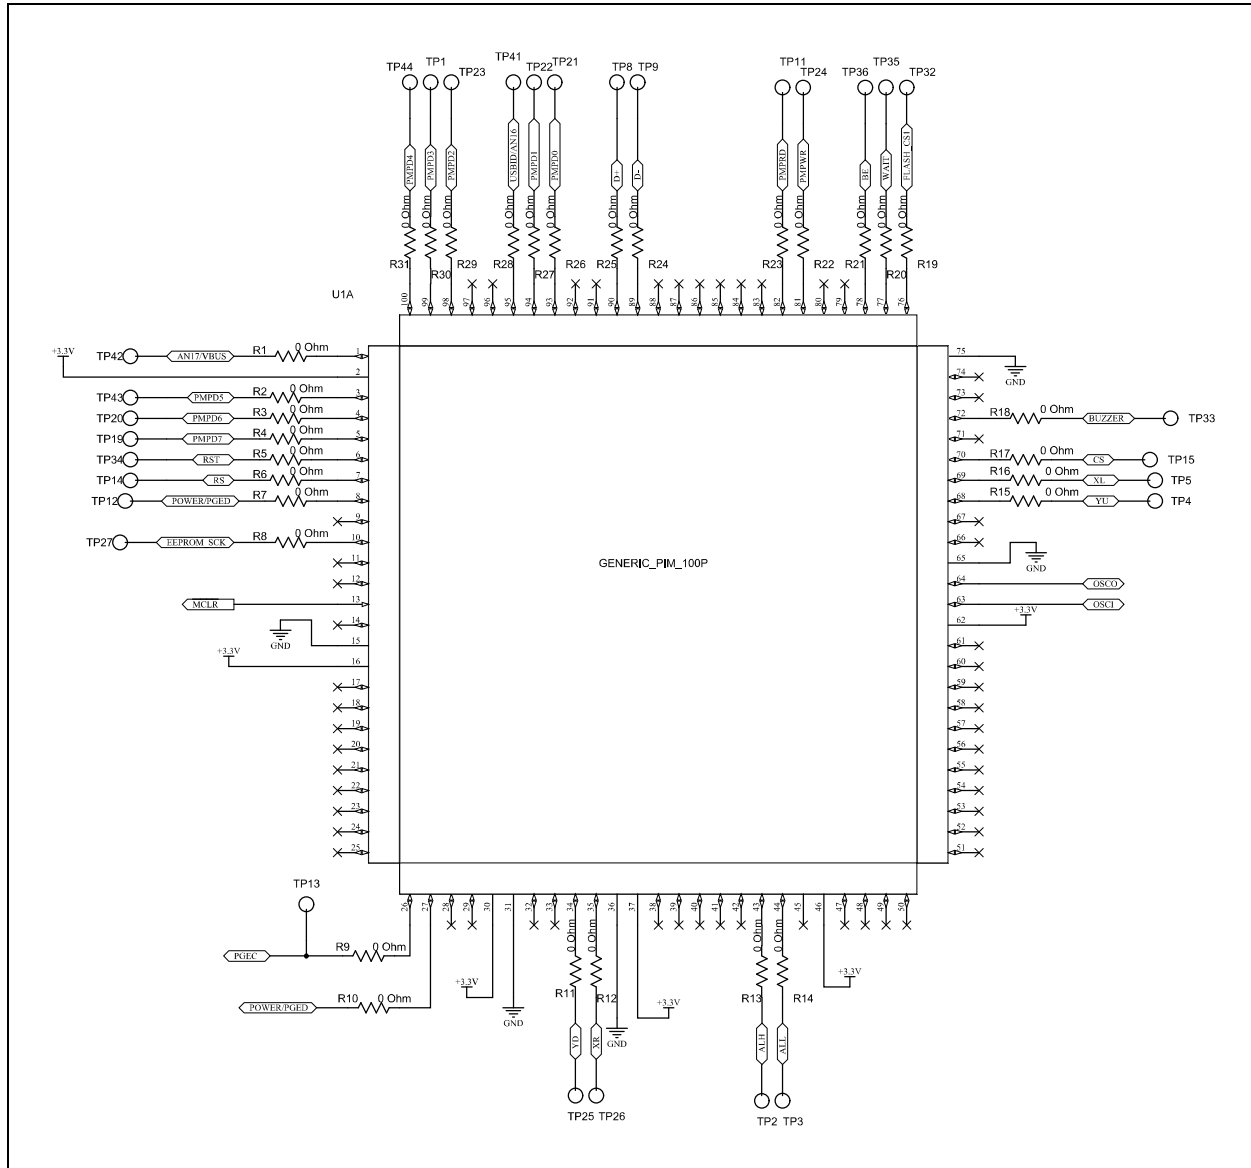 TP44 TP1 TP23 TP41 TP22 TP21 TP8 TP9 TP11 TP24 TP36 TP35 TP32
PMPD4 PMPD3 PMPD2 USBID/AN16 PMPD1 PMPD0 D+ D- PMPRD PMPWR BE WAIT FLASH_CS1
0 Ohm 0 Ohm 0 Ohm 0 Ohm 0 Ohm 0 Ohm 0 Ohm 0 Ohm 0 Ohm 0 Ohm 0 Ohm 0 Ohm 0 Ohm
R31 R30 R29 R28 R27 R26 R25 R24 R23 R22 R21 R20 R19
U1A
100 99 98 97 96 95 94 93 92 91 90 89 88 87 86 85 84 83 82 81 80 79 78 77 76
TP42 AN17/VBUS R1 0 Ohm 1
+3.3V 2
TP43 PMPD5 R2 0 Ohm 3
TP20 PMPD6 R3 0 Ohm 4
TP19 PMPD7 R4 0 Ohm 5
TP34 RST R5 0 Ohm 6
TP14 RS R6 0 Ohm 7
TP12 POWER/PGED R7 0 Ohm 8
9
TP27 EEPROM_SCK R8 0 Ohm 10
11
12
MCLR 13
14
GND 15
+3.3V 16
17
18
19
20
21
22
23
24
25
GENERIC_PIM_100P
75 GND
74
73
72 R18 0 Ohm BUZZER TP33
71
70 R17 0 Ohm CS TP15
69 R16 0 Ohm XL TP5
68 R15 0 Ohm YU TP4
67
66
65 GND
64 OSCO
63 OSCI
62 +3.3V
61
60
59
58
57
56
55
54
53
52
51
26 27 28 29 30 31 32 33 34 35 36 37 38 39 40 41 42 43 44 45 46 47 48 49 50
TP13
PGEC R9 0 Ohm
POWER/PGED R10 0 Ohm
+3.3V GND
0 Ohm 0 Ohm
R11 R12
YD XR
TP25 TP26
GND +3.3V
0 Ohm 0 Ohm
R13 R14
ALH ALL
TP2 TP3
+3.3V